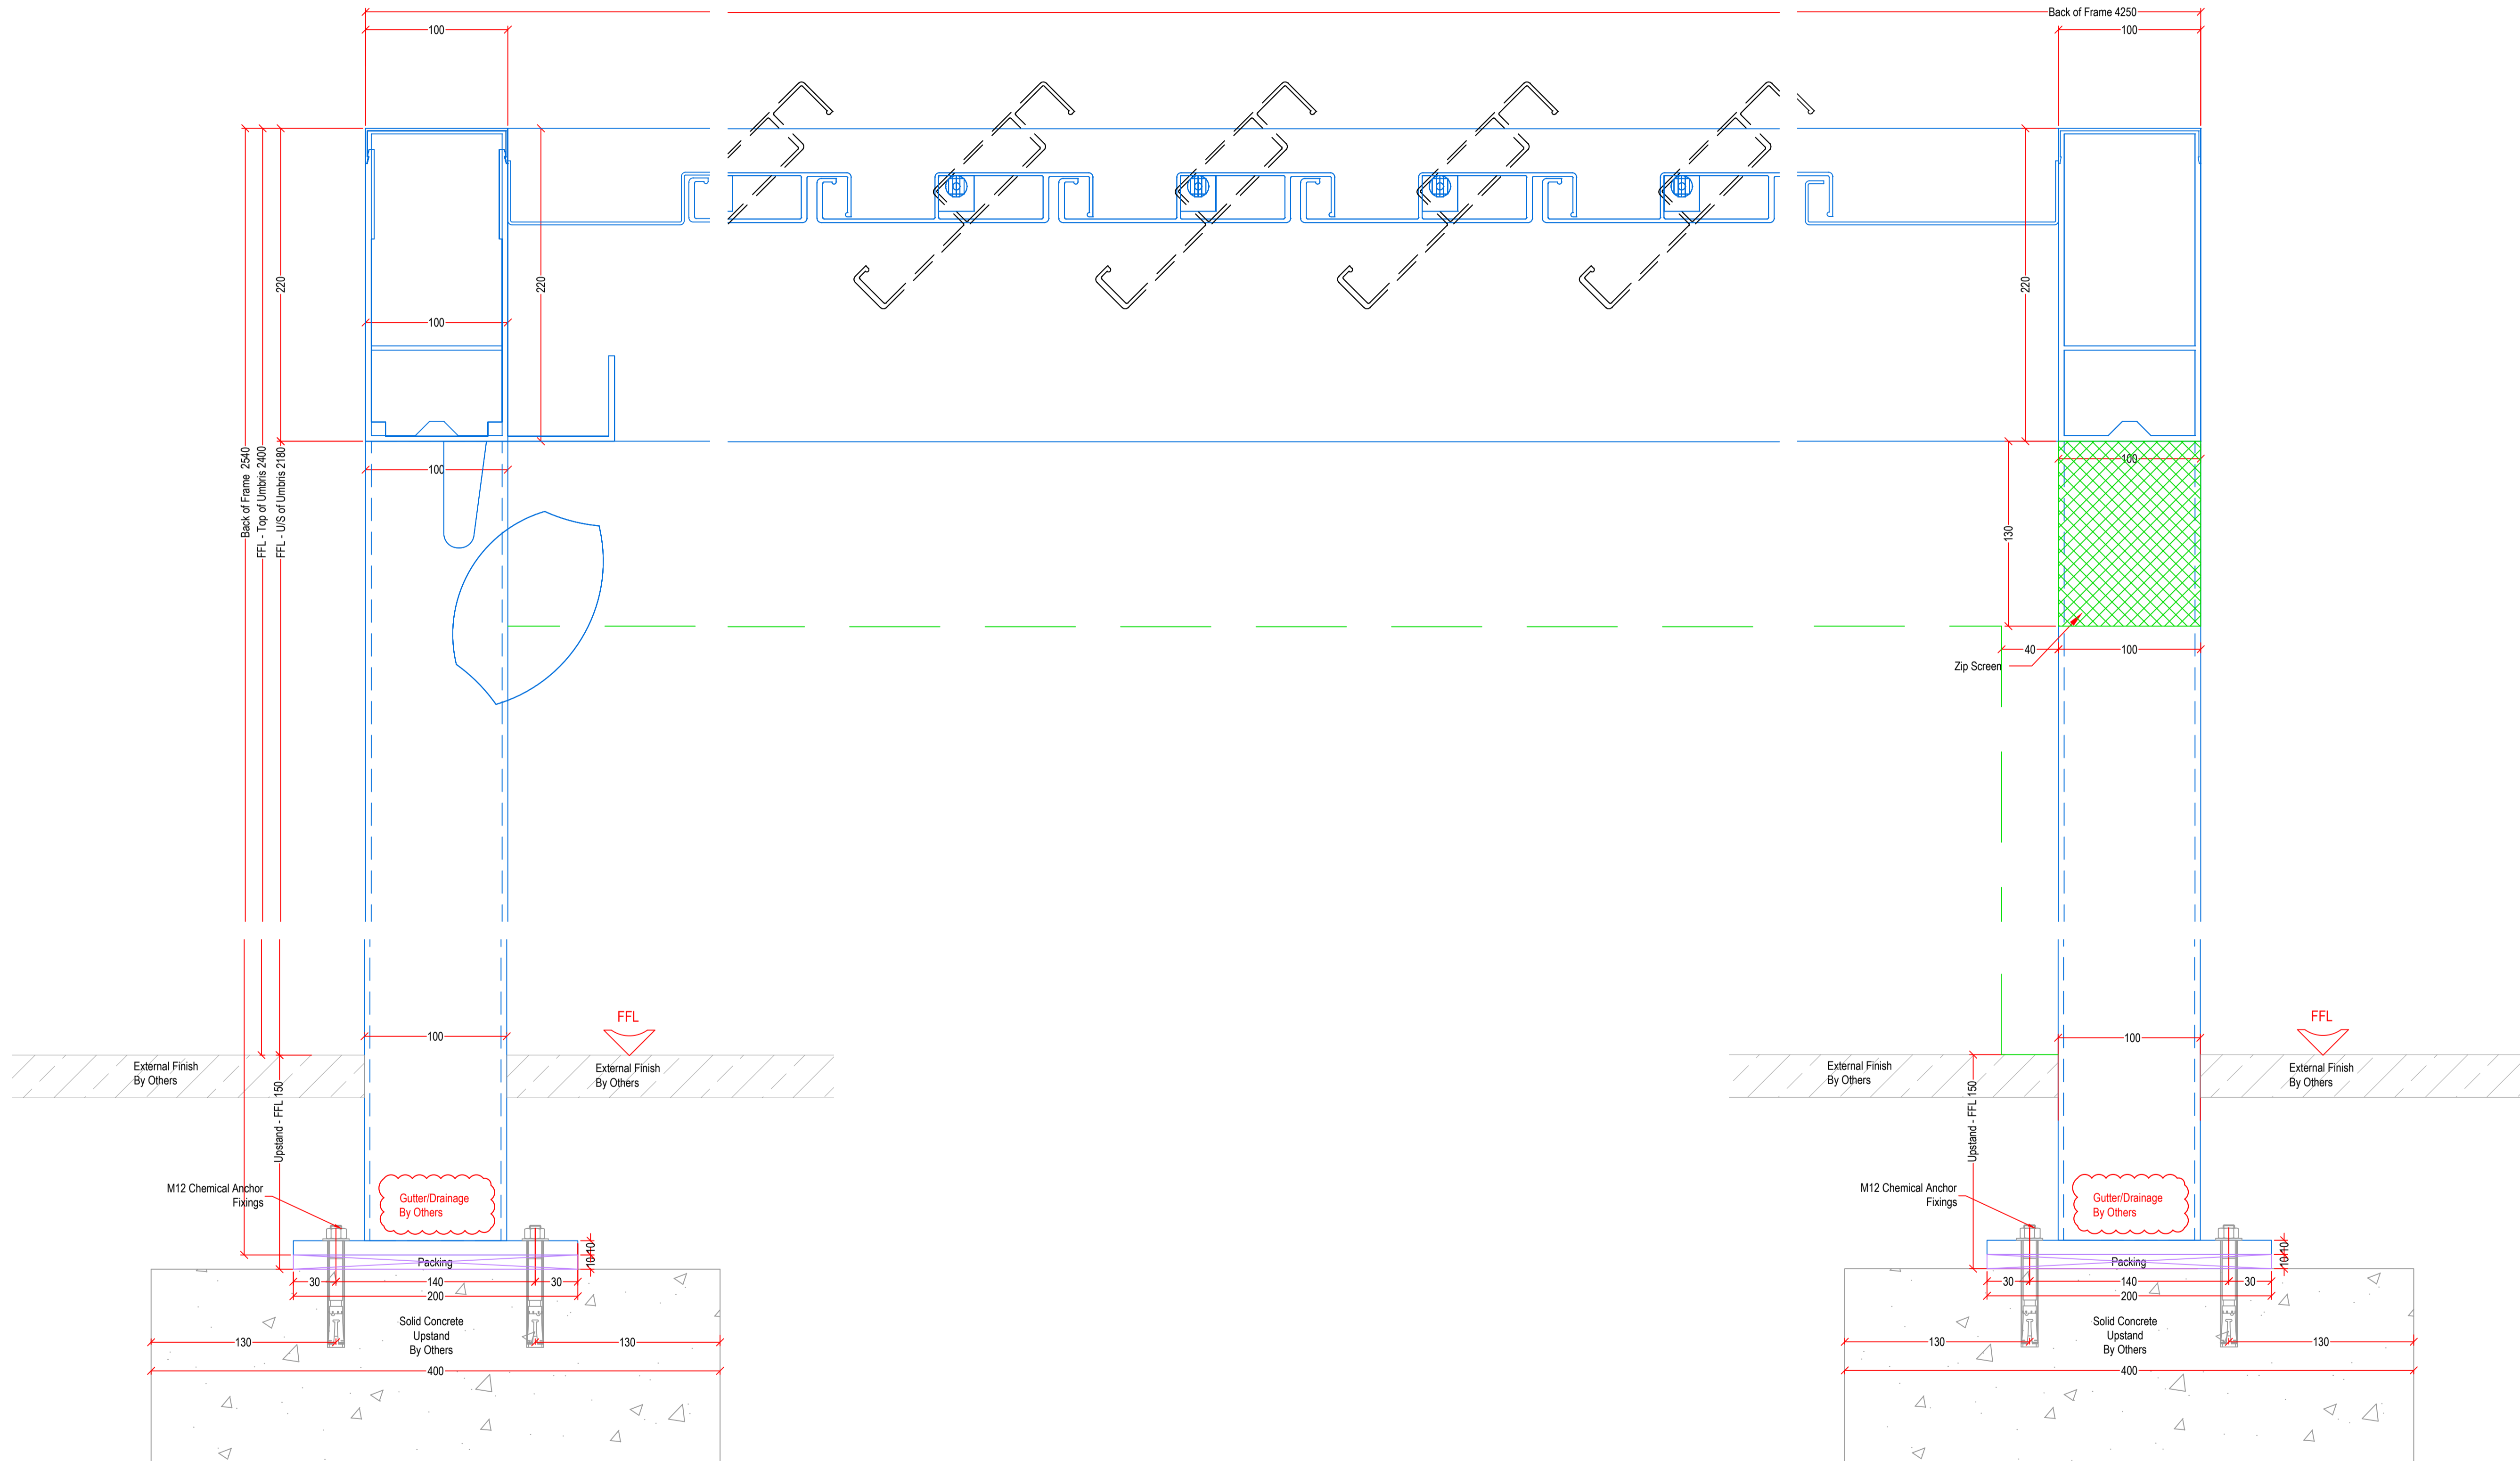 Back of Frame 4250
100
100
220
220
220
100
Back of Frame  2540
FFL - Top of Umbris 2400
FFL - U/S of Umbris 2180
100
100
130
40
100
Zip Screen
FFL
FFL
100
100
External Finish
By Others
External Finish
By Others
External Finish
By Others
External Finish
By Others
Upstand - FFL 150
Upstand - FFL 150
M12 Chemical Anchor
Fixings
Gutter/Drainage
By Others
M12 Chemical Anchor
Fixings
Gutter/Drainage
By Others
10
10
Packing
10
10
Packing
30
140
30
200
30
140
30
200
Solid Concrete
Upstand
By Others
Solid Concrete
Upstand
By Others
130
130
130
130
400
400